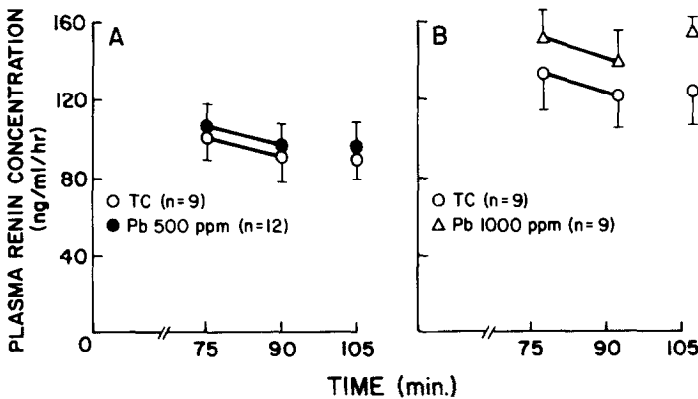 PLASMA RENIN CONCENTRATION
(ng/ml/hr)
160
120
80
40
0
A
TC (n=9)
Pb 500 ppm (n=12)
75
90
105
B
TC (n=9)
Pb 1000 ppm (n=9)
75
90
105
TIME (min.)